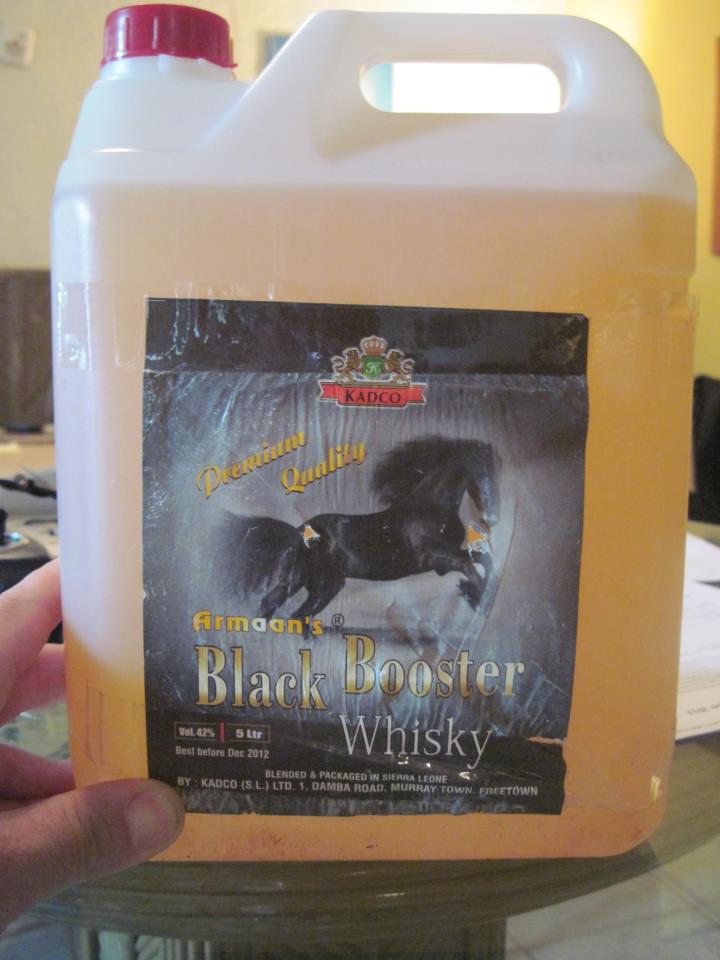 K
KADCO
Premium
Quality
Armaan's ®
Black Booster
Whisky
Vol. 42% 5 Ltr
Best before Dec 2012
BLENDED & PACKAGED IN SIERRA LEONE
BY : KADCO (S.L.) LTD. 1, DAMBA ROAD. MURRAY TOWN. FREETOWN